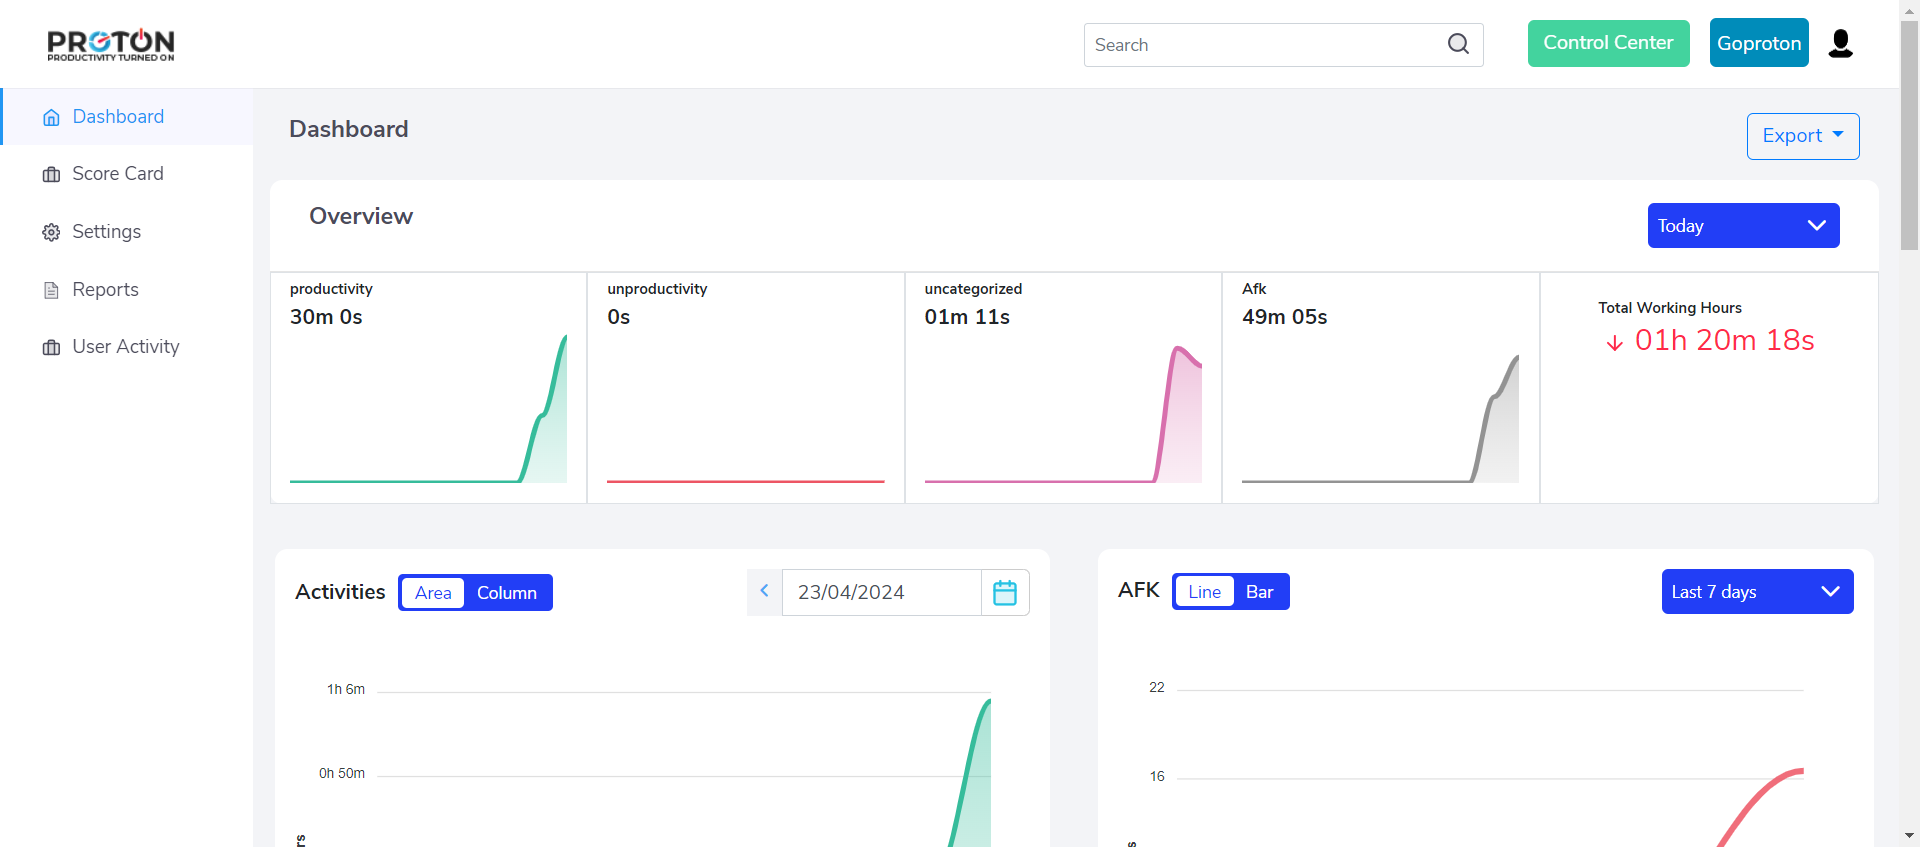 PROTON
PRODUCTIVITY TURNED ON
Search
Control Center
Goproton
Dashboard
Score Card
Settings
Reports
User Activity
Dashboard
Export
Overview
Today
productivity
30m 0s
unproductivity
0s
uncategorized
01m 11s
Afk
49m 05s
Total Working Hours
01h 20m 18s
Activities
Area
Column
23/04/2024
1h 6m
0h 50m
rs
AFK
Line
Bar
Last 7 days
22
16
s